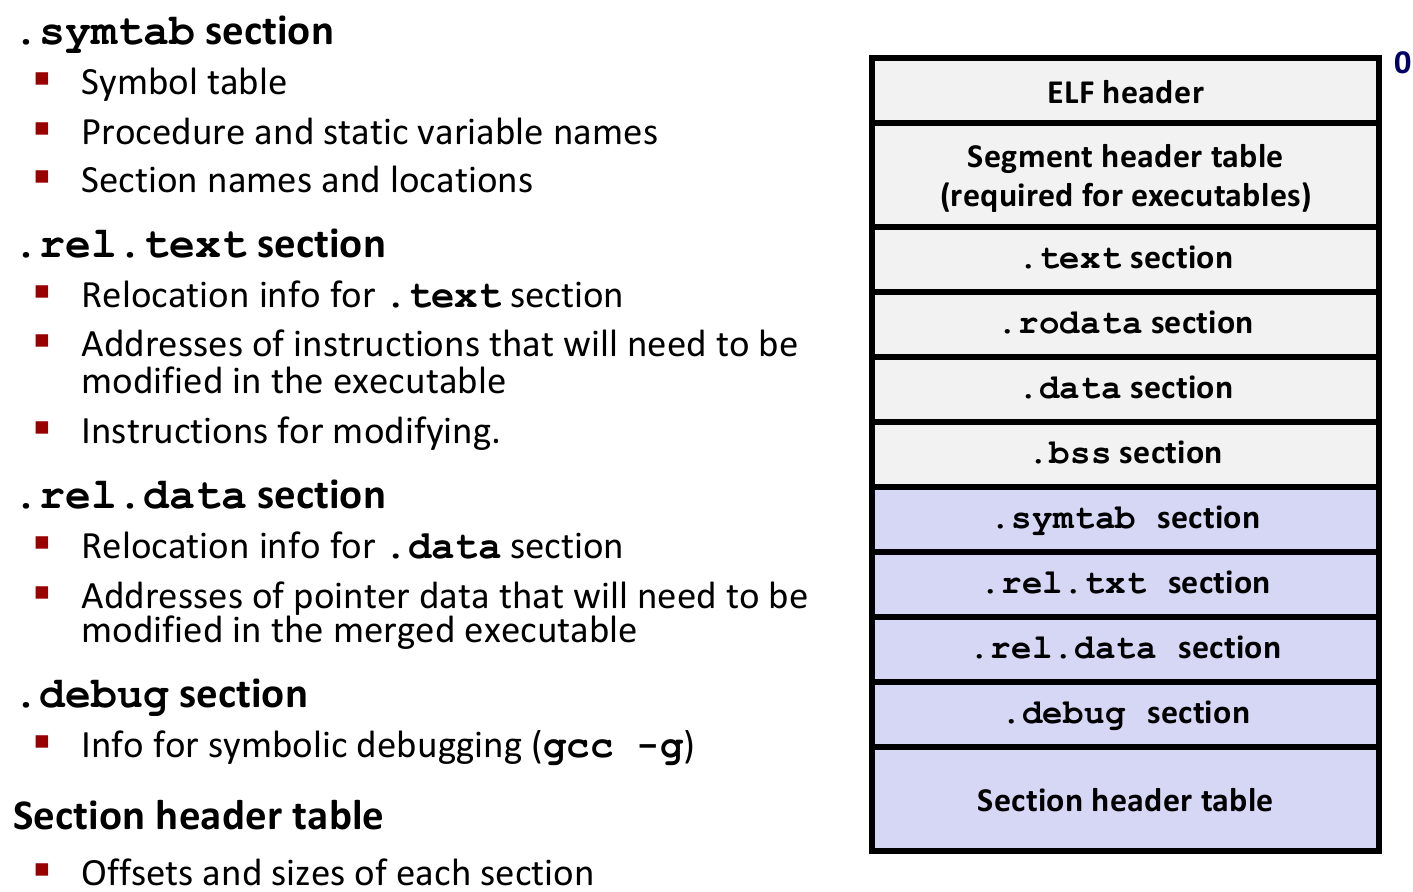 .symtab section
Symbol table
Procedure and static variable names
Section names and locations
.rel.text section
Relocation info for .text section
Addresses of instructions that will need to be
modified in the executable
Instructions for modifying.
.rel.data section
Relocation info for .data section
Addresses of pointer data that will need to be
modified in the merged executable
.debug section
Info for symbolic debugging (gcc -g)
Section header table
Offsets and sizes of each section
0
ELF header
Segment header table
(required for executables)
.text section
.rodata section
.data section
.bss section
.symtab section
.rel.txt section
.rel.data section
.debug section
Section header table